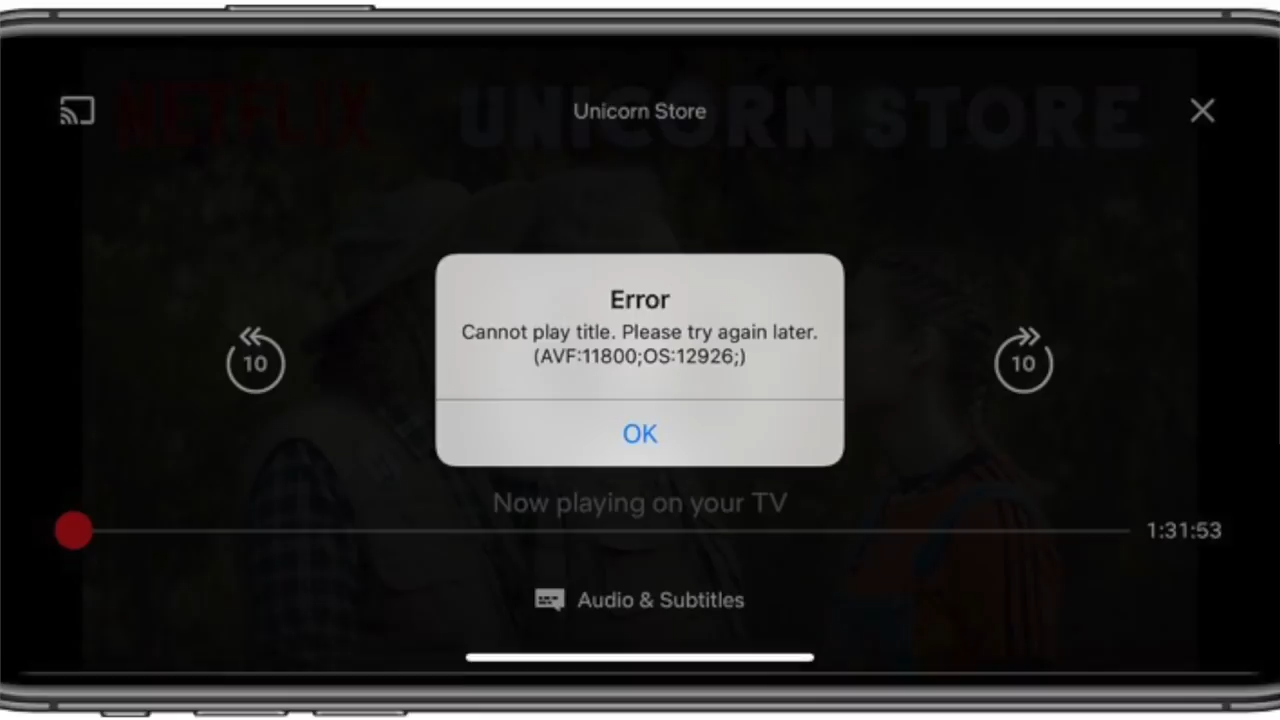 NETFLIX
UNICORN STORE
Unicorn Store
10
Error
Cannot play title. Please try again later.
(AVF:11800;OS:12926;)
OK
10
Now playing on your TV
1:31:53
Audio & Subtitles